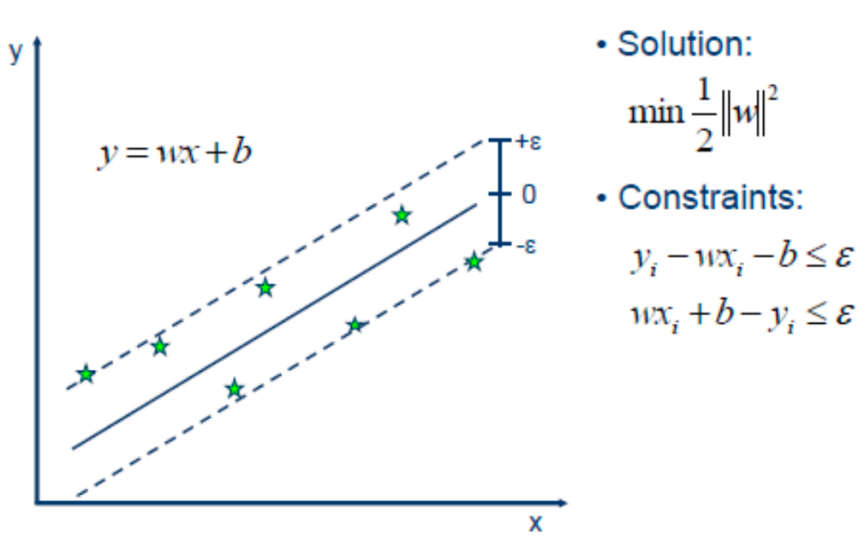 y
y = wx + b
+ε
0
-ε
x
• Solution:
min 1/2 ||w||²
• Constraints:
yᵢ − wxᵢ − b ≤ ε
wxᵢ + b − yᵢ ≤ ε